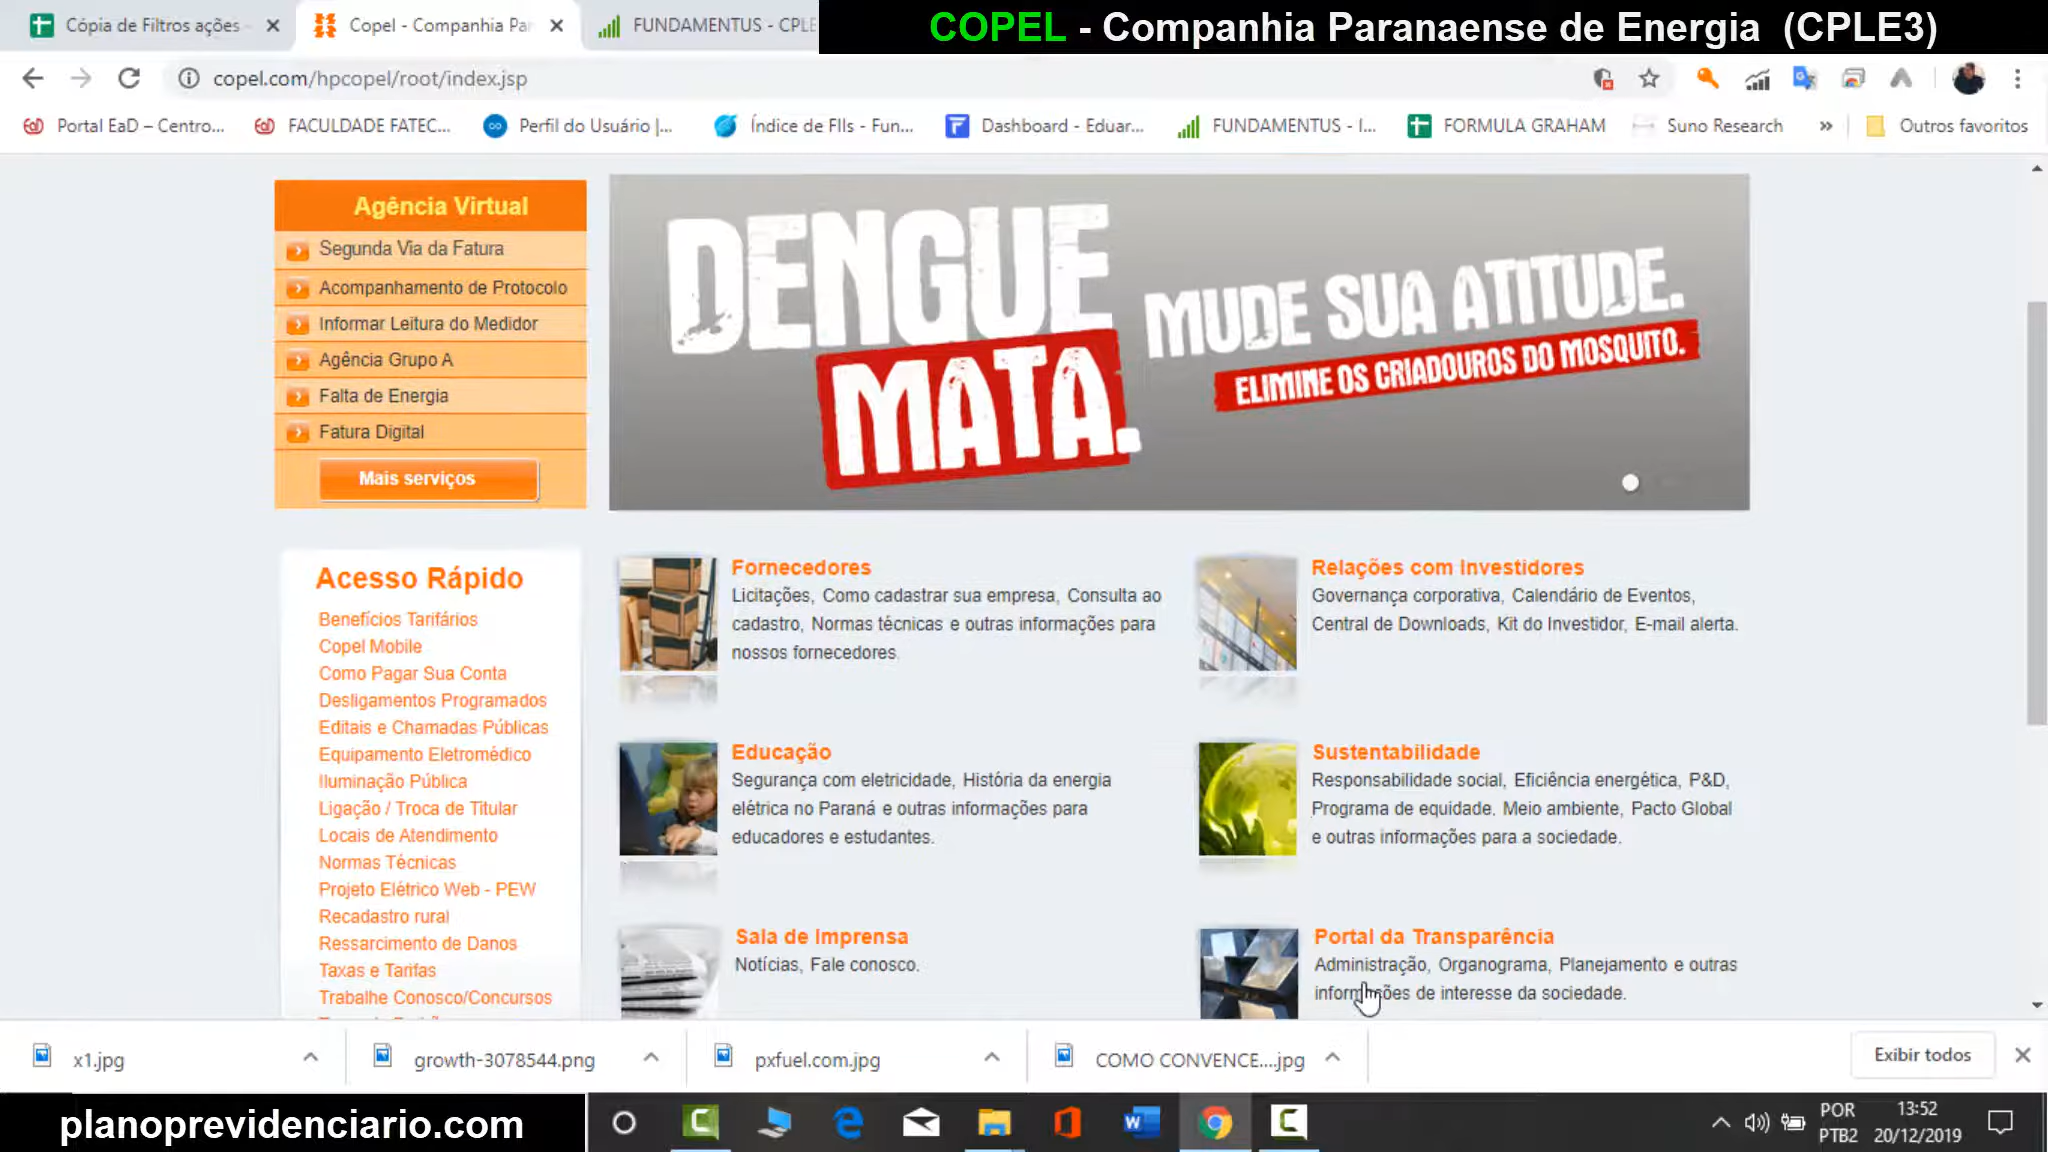 Cópia de Filtros ações
Copel - Companhia Par
FUNDAMENTUS - CPLE
COPEL - Companhia Paranaense de Energia (CPLE3)
copel.com/hpcopel/root/index.jsp
Portal EaD – Centro...
FACULDADE FATEC...
Perfil do Usuário |...
Índice de FIIs - Fun...
Dashboard - Eduar...
FUNDAMENTUS - I...
FORMULA GRAHAM
Suno Research
»
Outros favoritos
Agência Virtual
Segunda Via da Fatura
Acompanhamento de Protocolo
Informar Leitura do Medidor
Agência Grupo A
Falta de Energia
Fatura Digital
Mais serviços
DENGUE
MATA.
MUDE SUA ATITUDE.
ELIMINE OS CRIADOUROS DO MOSQUITO.
Acesso Rápido
Benefícios Tarifários
Copel Mobile
Como Pagar Sua Conta
Desligamentos Programados
Editais e Chamadas Públicas
Equipamento Eletromédico
Iluminação Pública
Ligação / Troca de Titular
Locais de Atendimento
Normas Técnicas
Projeto Elétrico Web - PEW
Recadastro rural
Ressarcimento de Danos
Taxas e Tarifas
Trabalhe Conosco/Concursos
Fornecedores
Licitações, Como cadastrar sua empresa, Consulta ao
cadastro, Normas técnicas e outras informações para
nossos fornecedores.
Relações com Investidores
Governança corporativa, Calendário de Eventos,
Central de Downloads, Kit do Investidor, E-mail alerta.
Educação
Segurança com eletricidade, História da energia
elétrica no Paraná e outras informações para
educadores e estudantes.
Sustentabilidade
Responsabilidade social, Eficiência energética, P&D,
Programa de equidade, Meio ambiente, Pacto Global
e outras informações para a sociedade.
Sala de Imprensa
Notícias, Fale conosco.
Portal da Transparência
Administração, Organograma, Planejamento e outras
informações de interesse da sociedade.
x1.jpg
growth-3078544.png
pxfuel.com.jpg
COMO CONVENCE....jpg
Exibir todos
planoprevidenciario.com
POR
PTB2
13:52
20/12/2019